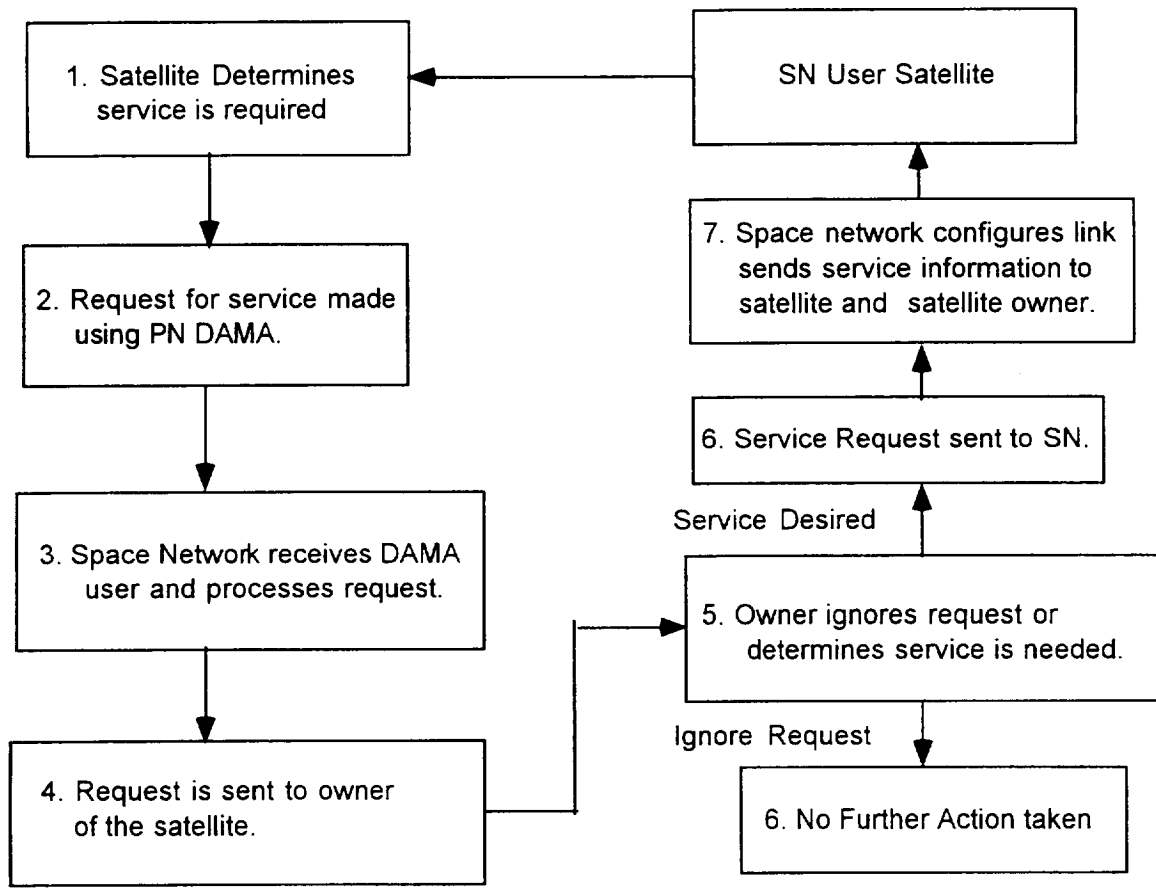 1. Satellite Determines
service is required
SN User Satellite
2. Request for service made
using PN DAMA.
7. Space network configures link
sends service information to
satellite and satellite owner.
6. Service Request sent to SN.
Service Desired
3. Space Network receives DAMA
user and processes request.
5. Owner ignores request or
determines service is needed.
Ignore Request
4. Request is sent to owner
of the satellite.
6. No Further Action taken